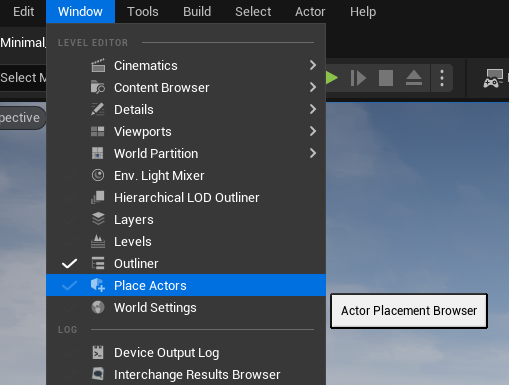 Edit Window Tools Build Select Actor Help
Minimal_
LEVEL EDITOR
Select M
Cinematics
Content Browser
Details
pective
Viewports
World Partition
Env. Light Mixer
Hierarchical LOD Outliner
Layers
Levels
Outliner
Place Actors
World Settings
Actor Placement Browser
LOG
Device Output Log
Interchange Results Browser